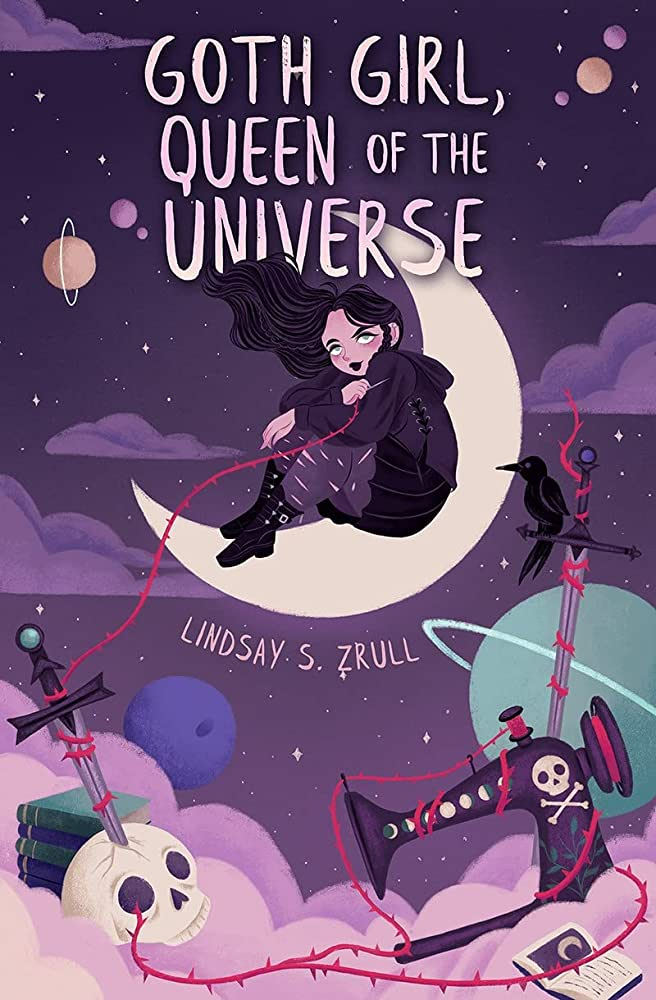 GOTH GIRL,
QUEEN OF THE
UNIVERSE
LINDSAY S. ZRULL